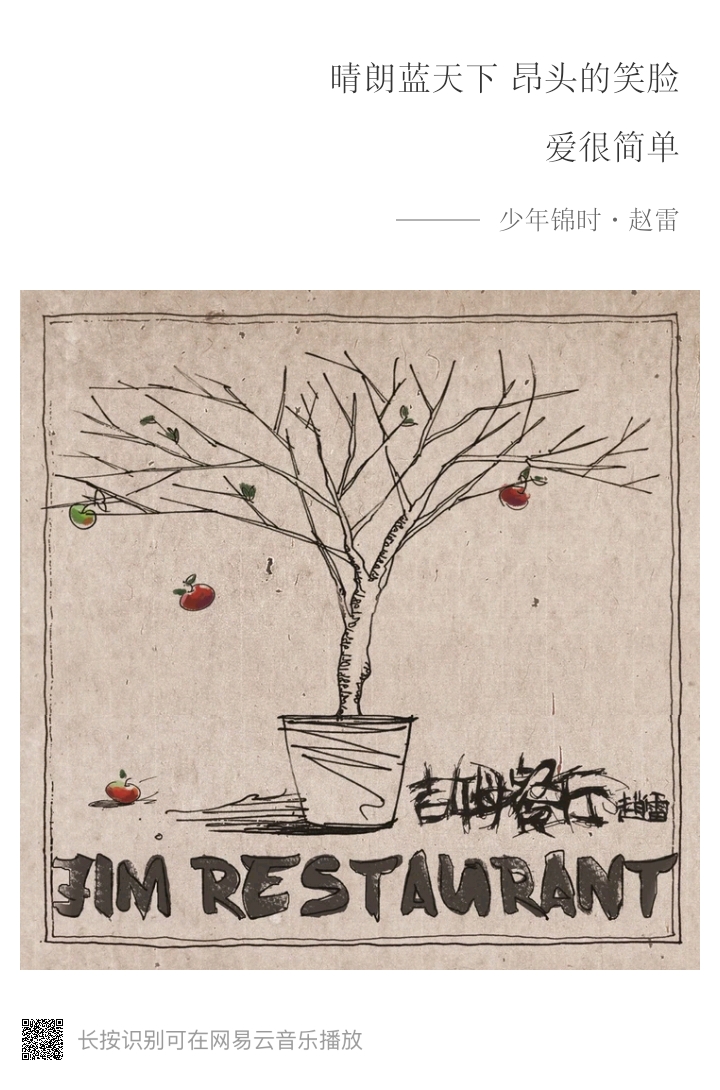 晴朗蓝天下 昂头的笑脸
爱很简单
—— 少年锦时·赵雷
吉姆餐厅 赵雷
JIM RESTAURANT
长按识别可在网易云音乐播放